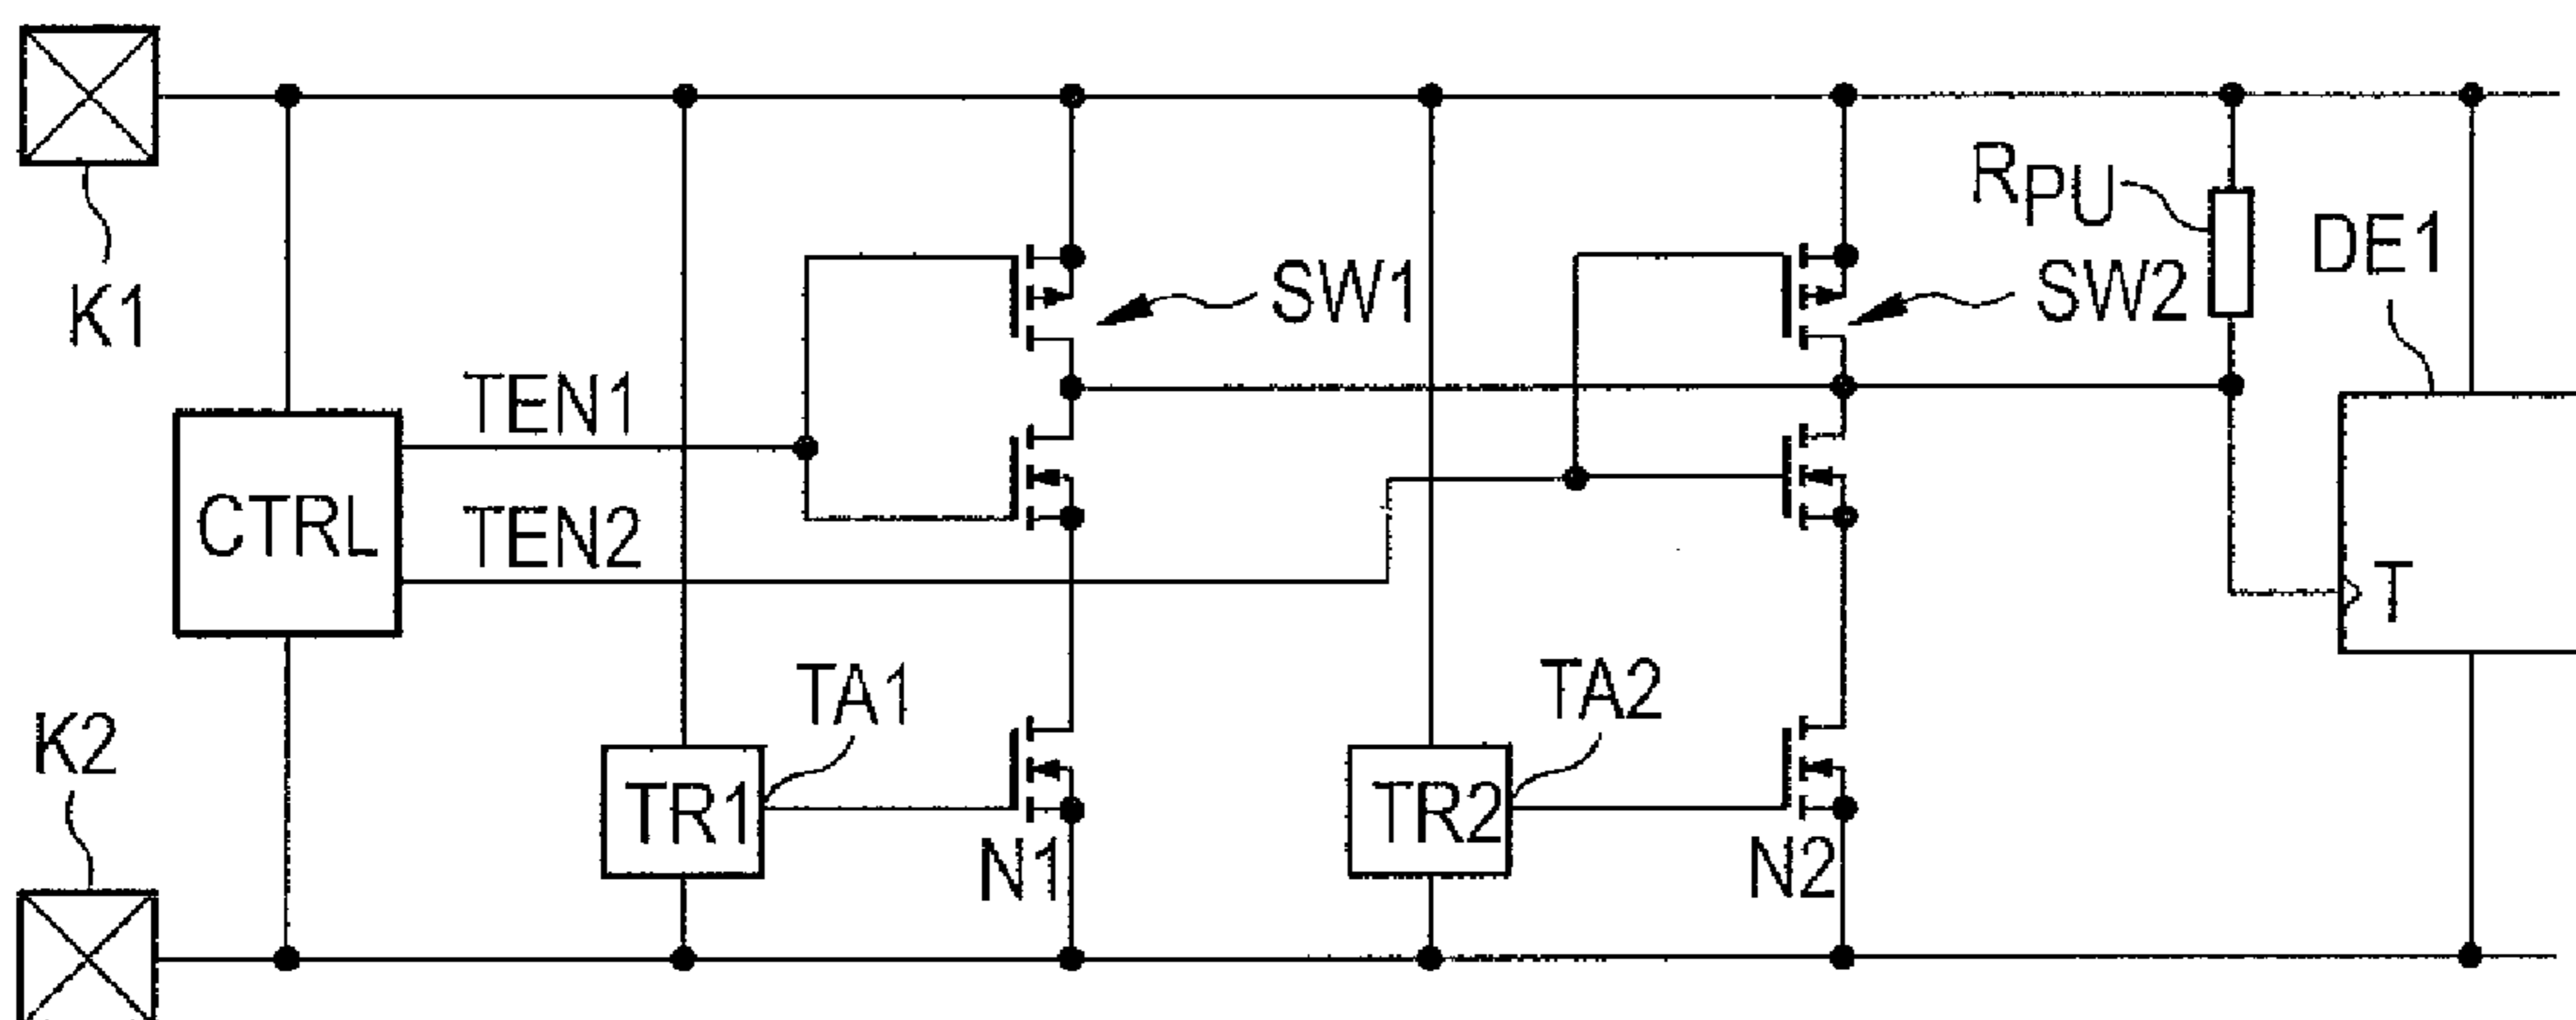 K1
TEN1
TEN2
CTRL
SW1
SW2
RPU
DE1
T
K2
TA1
TR1
N1
TA2
TR2
N2